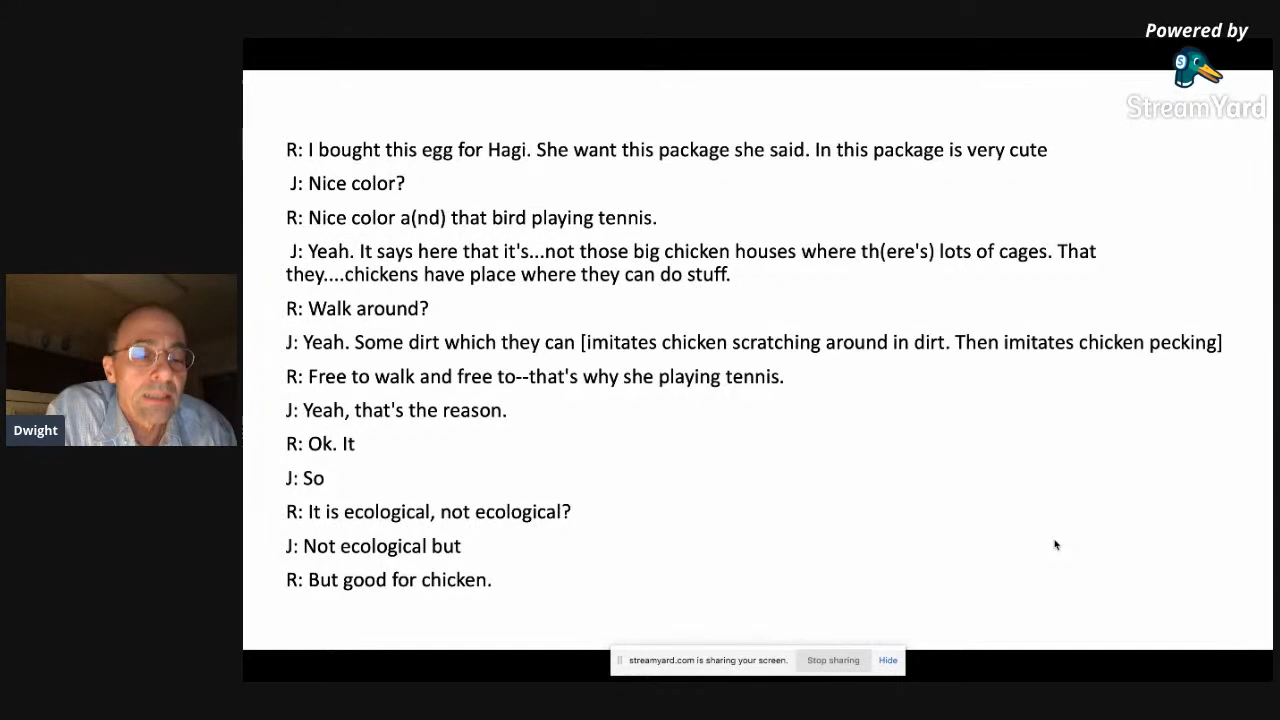 Powered by
StreamYard
R: I bought this egg for Hagi. She want this package she said. In this package is very cute
J: Nice color?
R: Nice color a(nd) that bird playing tennis.
J: Yeah. It says here that it's...not those big chicken houses where th(ere's) lots of cages. That
they....chickens have place where they can do stuff.
R: Walk around?
J: Yeah. Some dirt which they can [imitates chicken scratching around in dirt. Then imitates chicken pecking]
R: Free to walk and free to--that's why she playing tennis.
J: Yeah, that's the reason.
R: Ok. It
J: So
R: It is ecological, not ecological?
J: Not ecological but
R: But good for chicken.
Dwight
streamyard.com is sharing your screen. Stop sharing Hide